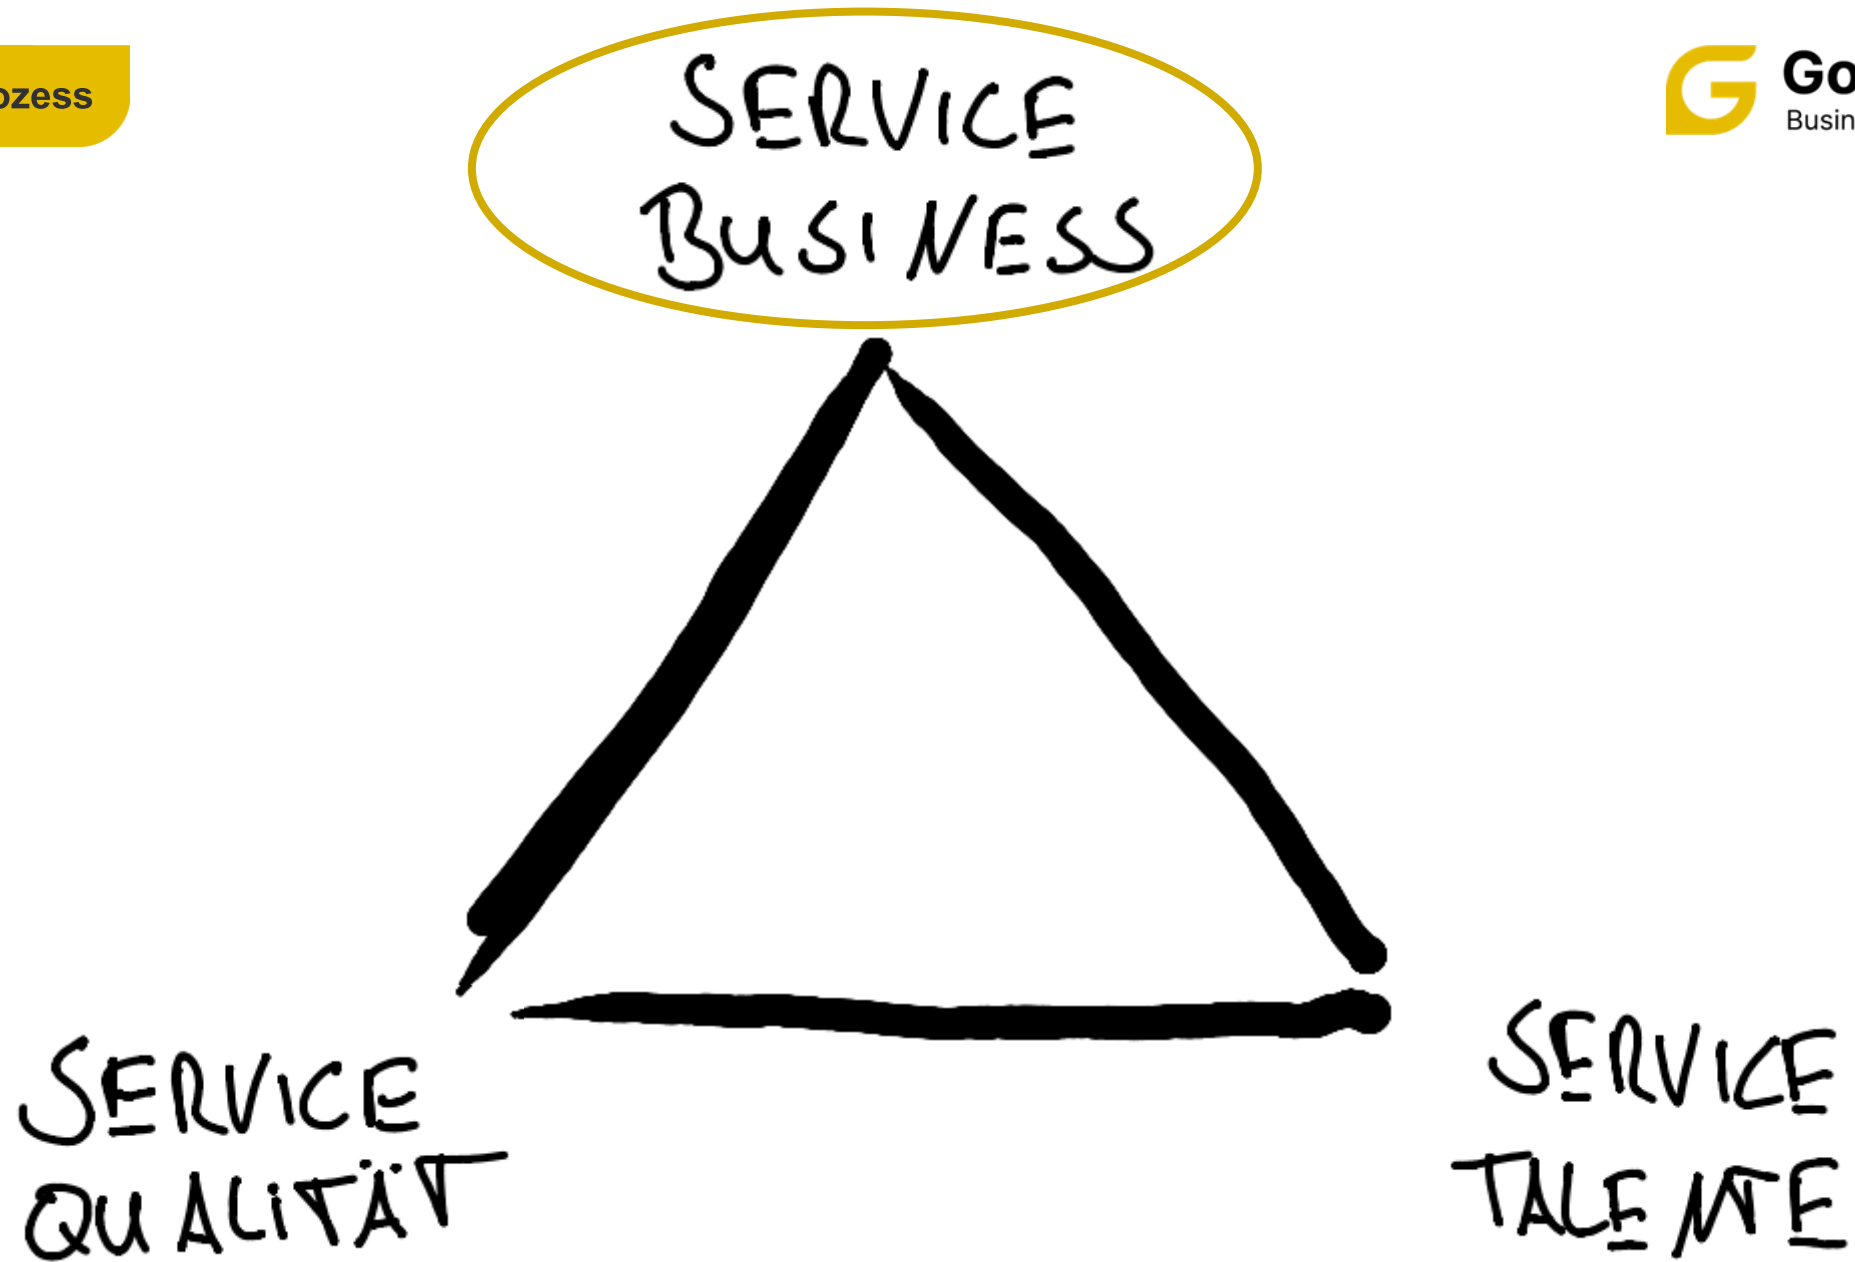 ozess
Go
Busin
SERVICE
BUSINESS
SERVICE
QUALITÄT
SERVICE
TALENTE